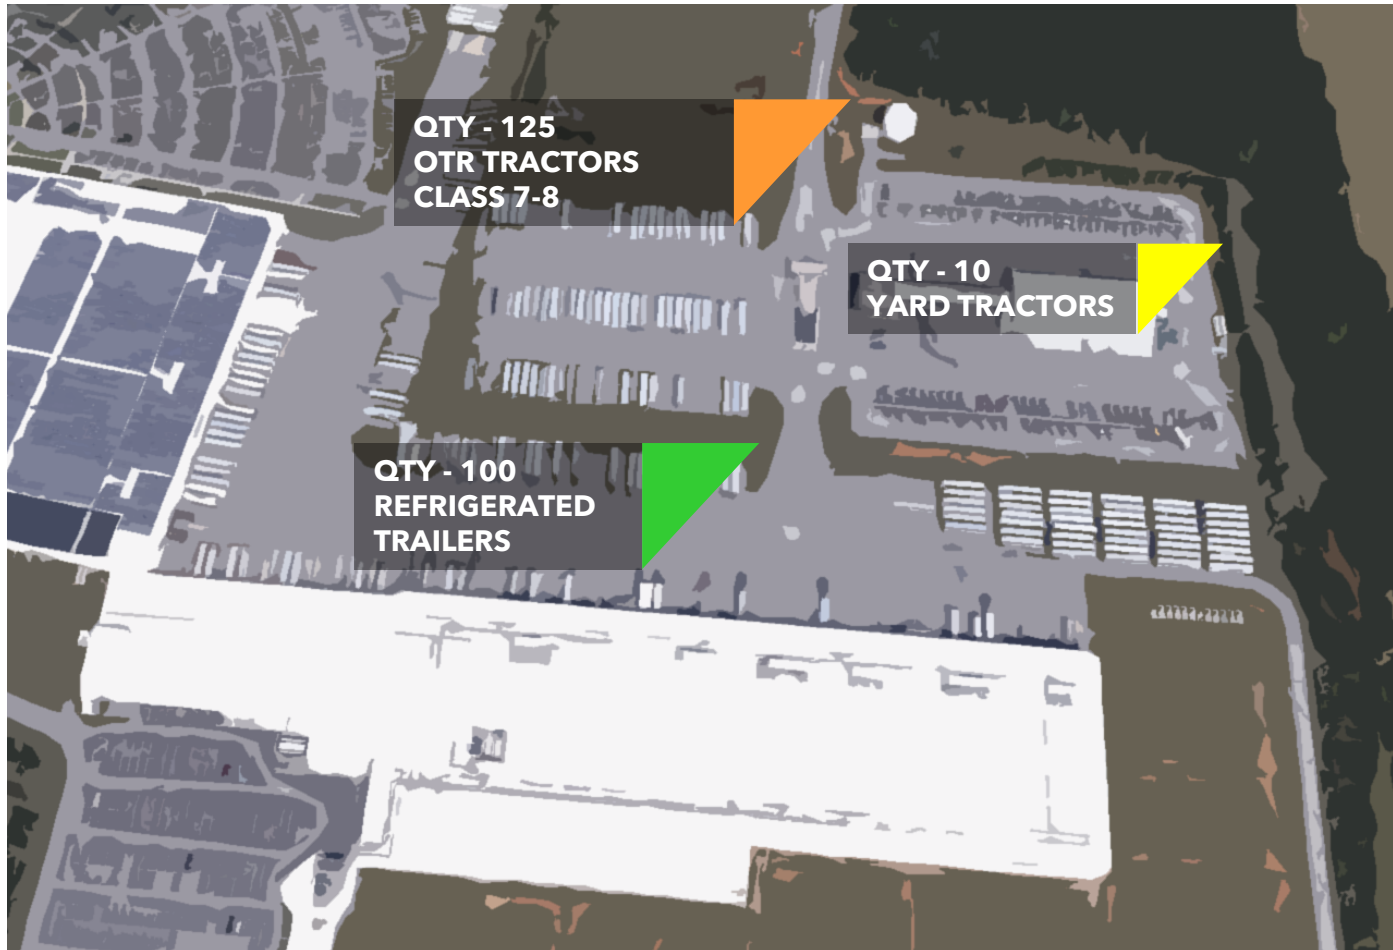 QTY - 125
OTR TRACTORS
CLASS 7-8
QTY - 10
YARD TRACTORS
QTY - 100
REFRIGERATED
TRAILERS